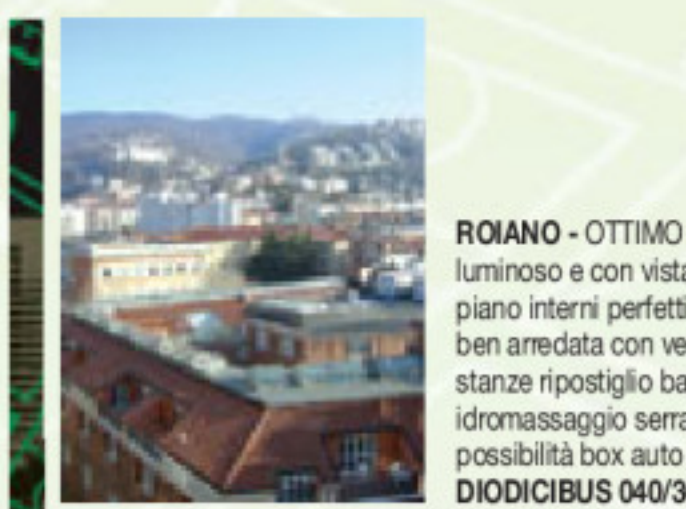 ROIANO - OTTIMO
luminoso e con vista
piano interni perfetti
ben arredata con ve
stanze ripostiglio ba
idromassaggio serra
possibilità box auto
DIODICIBUS 040/3